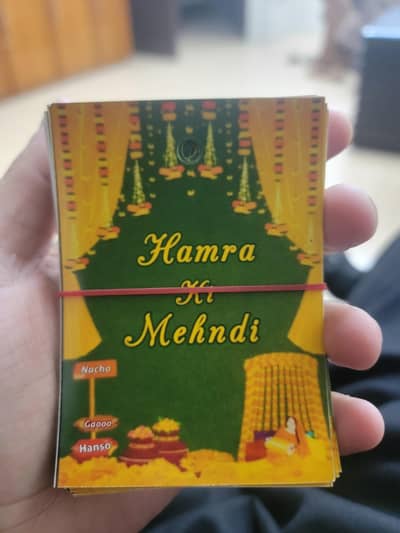 Hamra
Ki
Mehndi
Nacho
Gaooo
Hanso